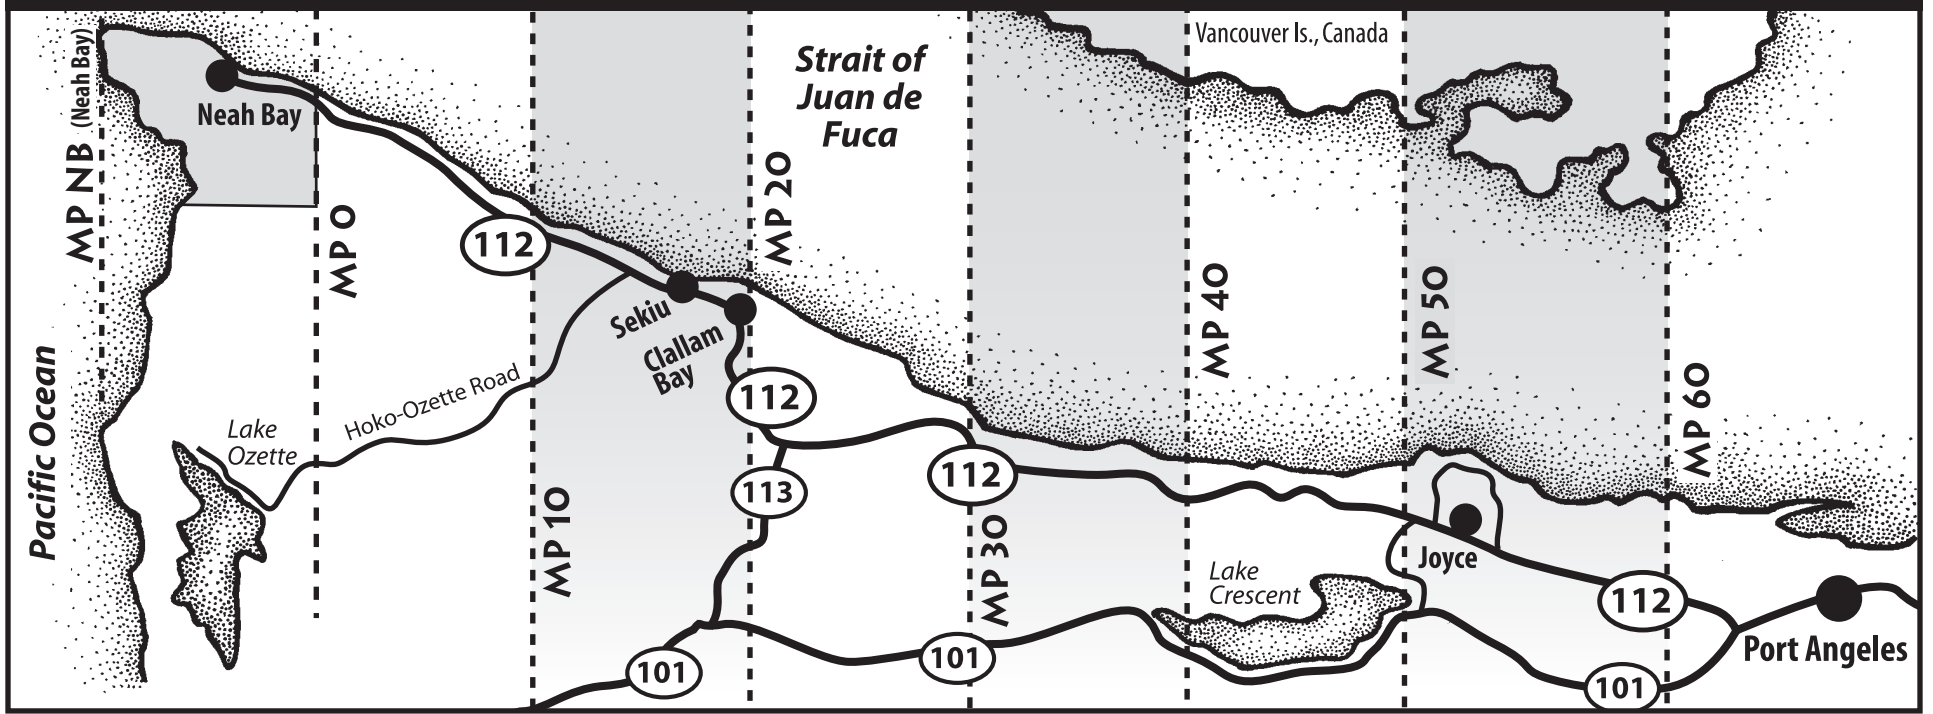 MP NB (Neah Bay)
Neah Bay
Strait of
Juan de
Fuca
Vancouver Is., Canada
MP 0
112
MP 20
MP 40
MP 50
MP 60
Sekiu
Clallam
Bay
Pacific Ocean
Lake
Ozette
Hoko-Ozette Road
112
113
112
MP 10
MP 30
Lake
Crescent
Joyce
112
101
101
101
Port Angeles